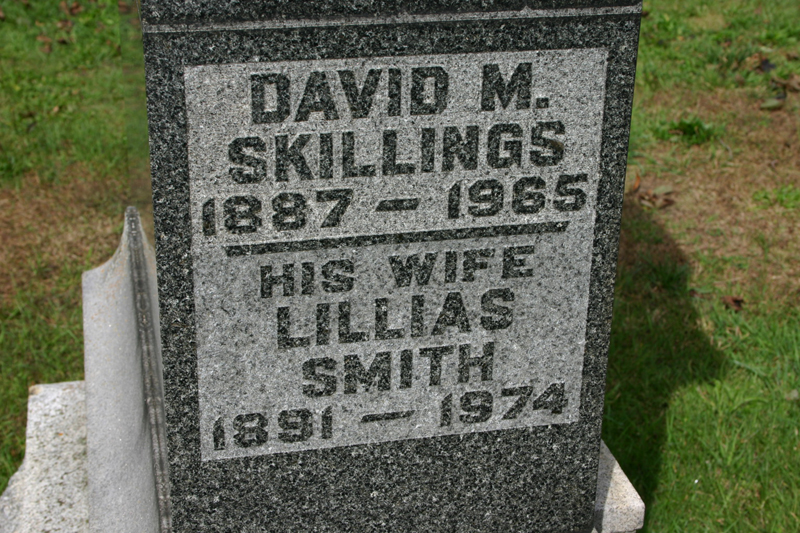 DAVID M.
SKILLINGS
1887 – 1965
HIS WIFE
LILLIAS
SMITH
1891 – 1974